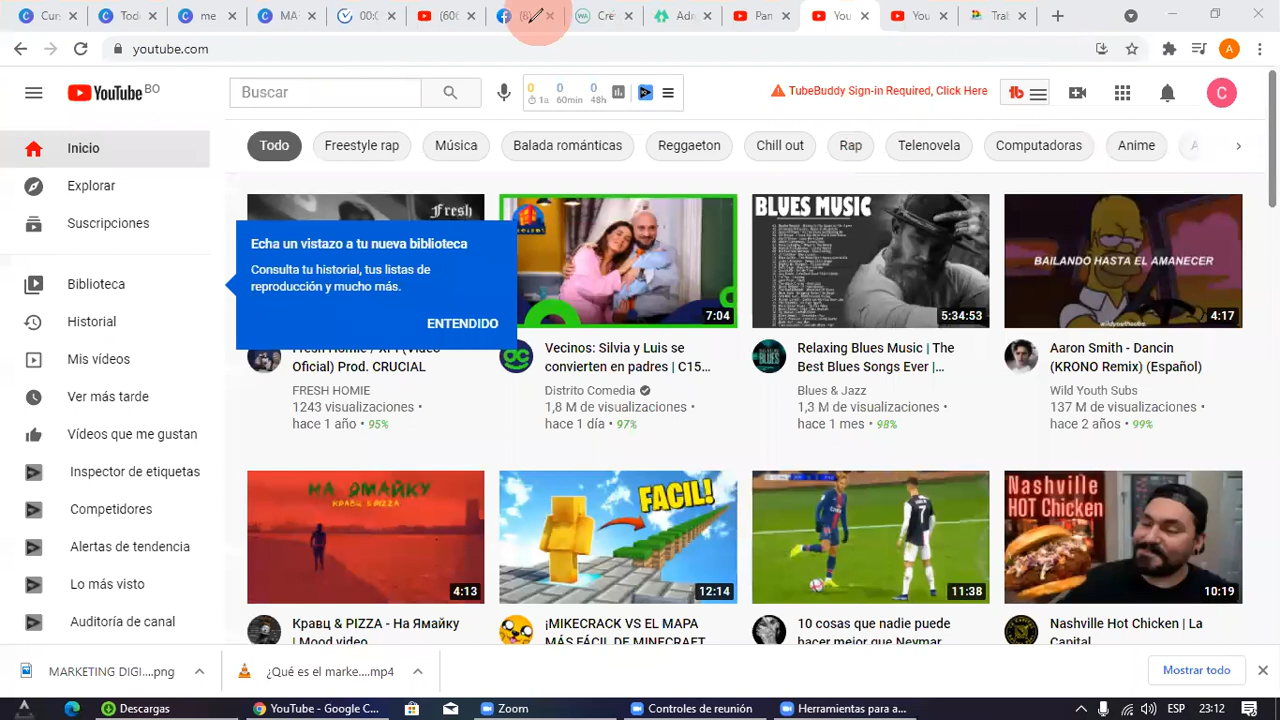 Cur
Tode
me
MA
00:0
(606
(6)
Cre
Adn
Pan
You
You
Trab
youtube.com
A
YouTube BO
Buscar
0 0 0
1a 60min 48h
TubeBuddy Sign-in Required, Click Here
tb
C
Inicio
Explorar
Suscripciones
Biblioteca
Historial
Mis vídeos
Ver más tarde
Vídeos que me gustan
Inspector de etiquetas
Competidores
Alertas de tendencia
Lo más visto
Auditoría de canal
Todo
Freestyle rap
Música
Balada románticas
Reggaeton
Chill out
Rap
Telenovela
Computadoras
Anime
Echa un vistazo a tu nueva biblioteca
Consulta tu historial, tus listas de
reproducción y mucho más.
ENTENDIDO
Fresh
Oficial) Prod. CRUCIAL
FRESH HOMIE
1243 visualizaciones •
hace 1 año • 95%
7:04
Vecinos: Silvia y Luis se
convierten en padres | C15...
Distrito Comedia
1,8 M de visualizaciones •
hace 1 día • 97%
BLUES MUSIC
5:34:53
Relaxing Blues Music | The
Best Blues Songs Ever |...
Blues & Jazz
1,3 M de visualizaciones •
hace 1 mes • 98%
BAILANDO HASTA EL AMANECER
4:17
Aaron Smith - Dancin
(KRONO Remix) (Español)
Wild Youth Subs
137 M de visualizaciones •
hace 2 años • 99%
НА ЯМАЙКУ
КРАВЦ & PIZZA
4:13
Кравц & PIZZA - На Ямайку
| Mood video
FACIL!
12:14
¡MIKECRACK VS EL MAPA
MÁS FÁCIL DE MINECRAFT
11:38
10 cosas que nadie puede
hacer mejor que Neymar
Nashville
HOT Chicken
10:19
Nashville Hot Chicken | La
Capital
MARKETING DIGI....png
¿Qué es el marke....mp4
Mostrar todo
Descargas
YouTube - Google C...
Zoom
Controles de reunión
Herramientas para a...
ESP
23:12